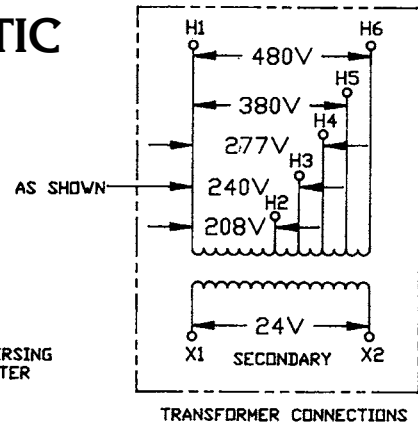 TIC
H1 H6
480V
H5
380V
H4
277V
H3
AS SHOWN 240V
H2
208V
24V
X1 SECONDARY X2
ERSING
TER
TRANSFORMER CONNECTIONS